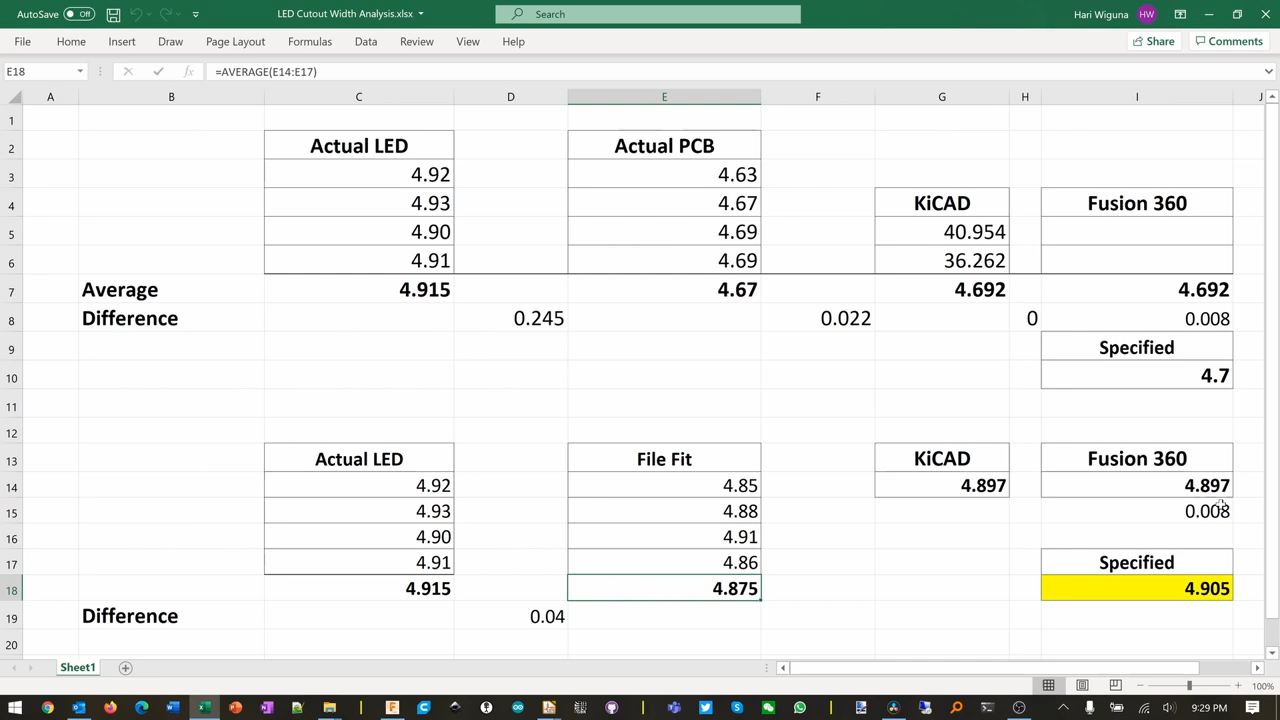 AutoSave Off LED Cutout Width Analysis.xlsx Search Hari Wiguna HW
File Home Insert Draw Page Layout Formulas Data Review View Help Share Comments
E18 fx =AVERAGE(E14:E17)
A B C D E F G H I J
1
2 Actual LED Actual PCB
3 4.92 4.63
4 4.93 4.67 KiCAD Fusion 360
5 4.90 4.69 40.954
6 4.91 4.69 36.262
7 Average 4.915 4.67 4.692 4.692
8 Difference 0.245 0.022 0 0.008
9 Specified
10 4.7
11
12
13 Actual LED File Fit KiCAD Fusion 360
14 4.92 4.85 4.897 4.897
15 4.93 4.88 0.008
16 4.90 4.91
17 4.91 4.86 Specified
18 4.915 4.875 4.905
19 Difference 0.04
20
Sheet1
100%
9:29 PM